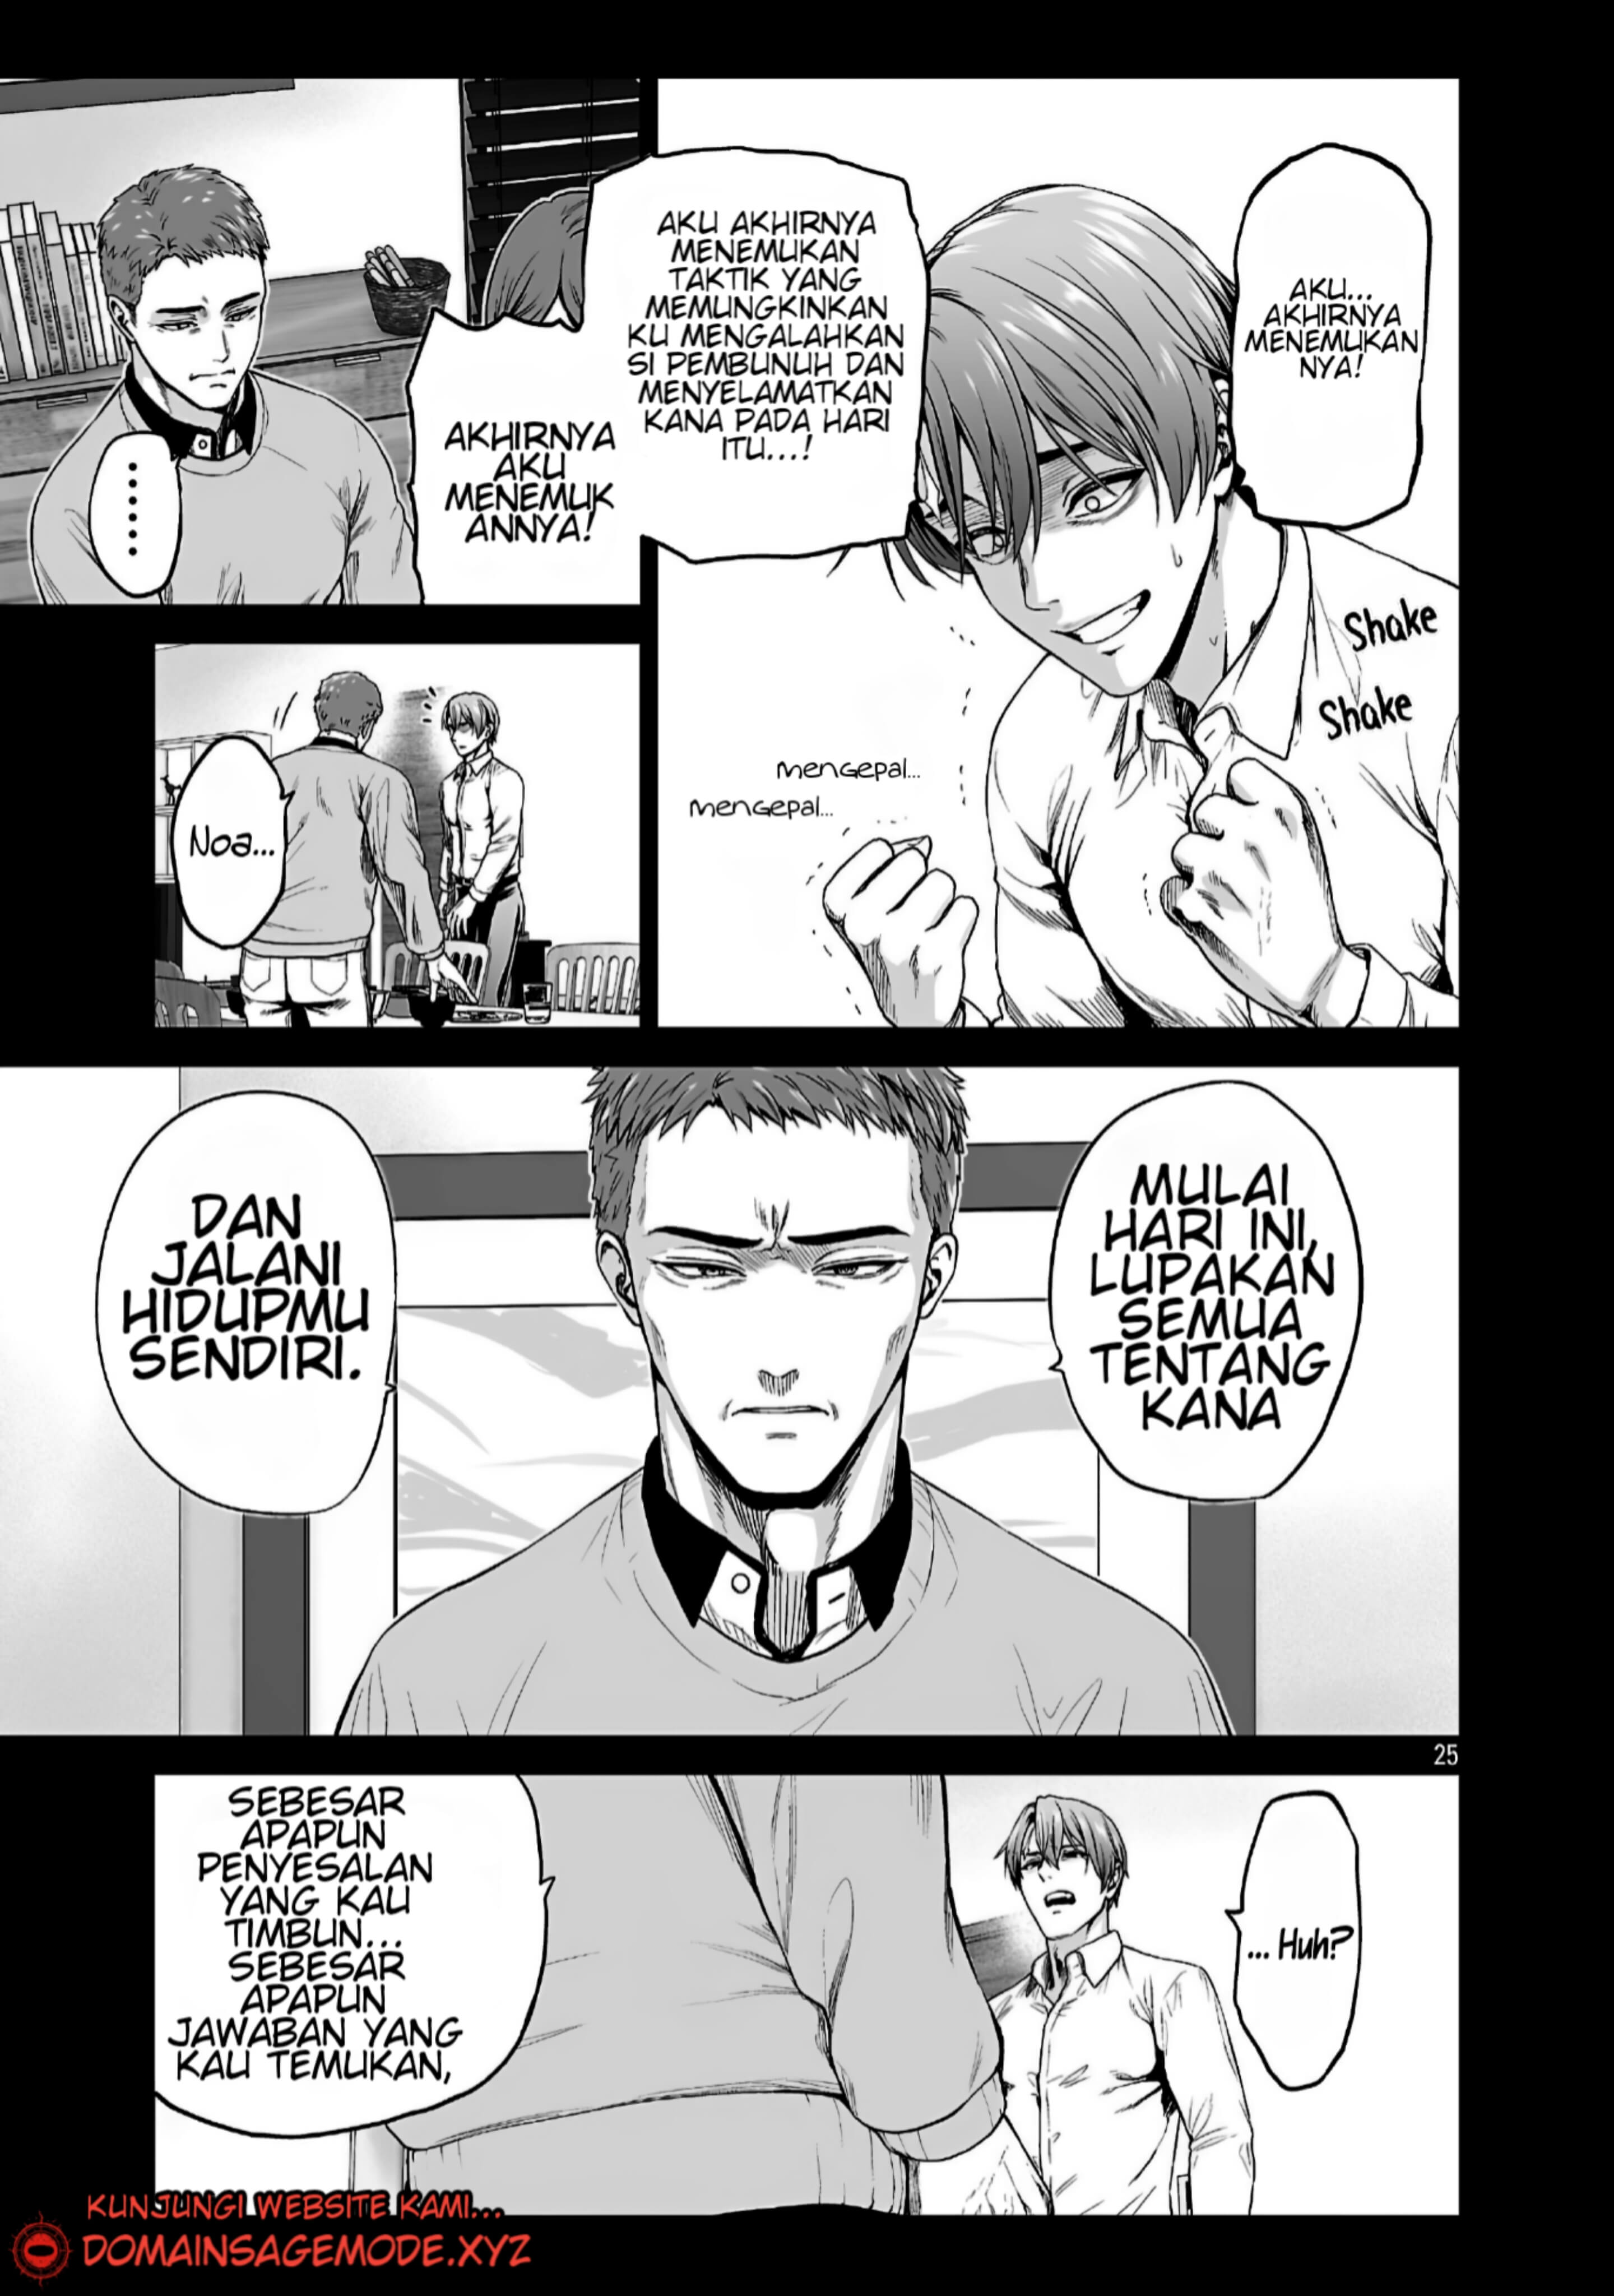 AKU...
AKHIRNYA
MENEMUKAN
NYA!
AKU AKHIRNYA
MENEMUKAN
TAKTIK YANG
MEMUNGKINKAN
KU MENGALAHKAN
SI PEMBUNUH DAN
MENYELAMATKAN
KANA PADA HARI
ITU...!
Shake
Shake
mengepal...
mengepal...
AKHIRNYA
AKU
MENEMUK
ANNYA!
......
Noa...
MULAI
HARI INI,
LUPAKAN
SEMUA
TENTANG
KANA
DAN
JALANI
HIDUPMU
SENDIRI.
25
... Huh?
SEBESAR
APAPUN
PENYESALAN
YANG KAU
TIMBUN...
SEBESAR
APAPUN
JAWABAN YANG
KAU TEMUKAN,
KUNJUNGI WEBSITE KAMI...
DOMAINSAGEMODE.XYZ